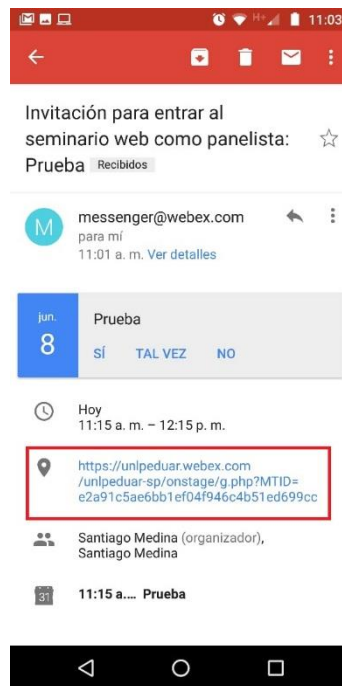 H+ 11:03
Invitación para entrar al
seminario web como panelista:
Prueba Recibidos
M messenger@webex.com
para mí
11:01 a. m. Ver detalles
jun. Prueba
8 SÍ TAL VEZ NO
Hoy
11:15 a. m. – 12:15 p. m.
https://unlpeduar.webex.com
/unlpeduar-sp/onstage/g.php?MTID=
e2a91c5ae6bb1ef04f946c4b51ed699cc
Santiago Medina (organizador),
Santiago Medina
31 11:15 a.... Prueba